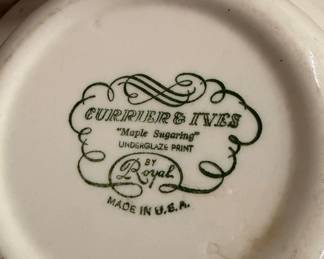 CURRIER & IVES
"Maple Sugaring"
UNDERGLAZE PRINT
BY
Royal
MADE IN U.S.A.